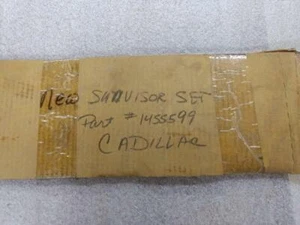 New SUNVISOR SET
Part #1455599
CADILLAC